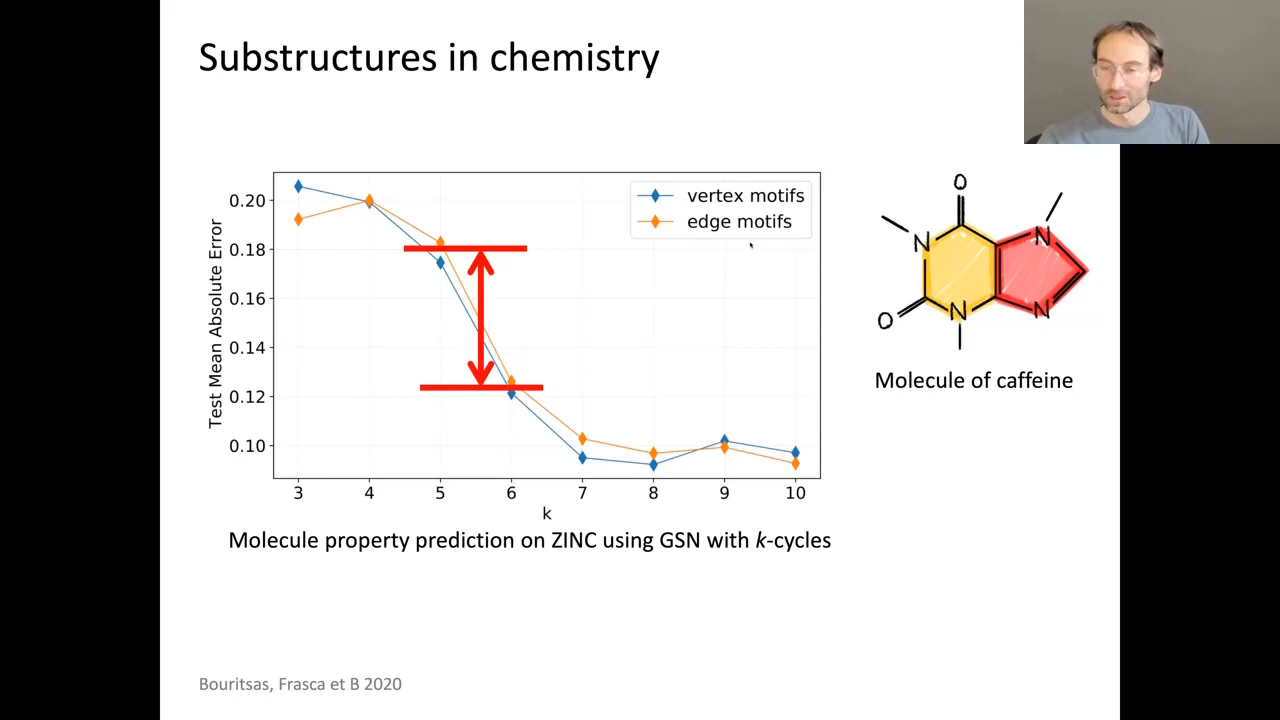 Substructures in chemistry
0.20
0.18
0.16
0.14
0.12
0.10
Test Mean Absolute Error
vertex motifs
edge motifs
3 4 5 6 7 8 9 10
k
Molecule property prediction on ZINC using GSN with k-cycles
O
N
N
O
N
N
Molecule of caffeine
Bouritsas, Frasca et B 2020